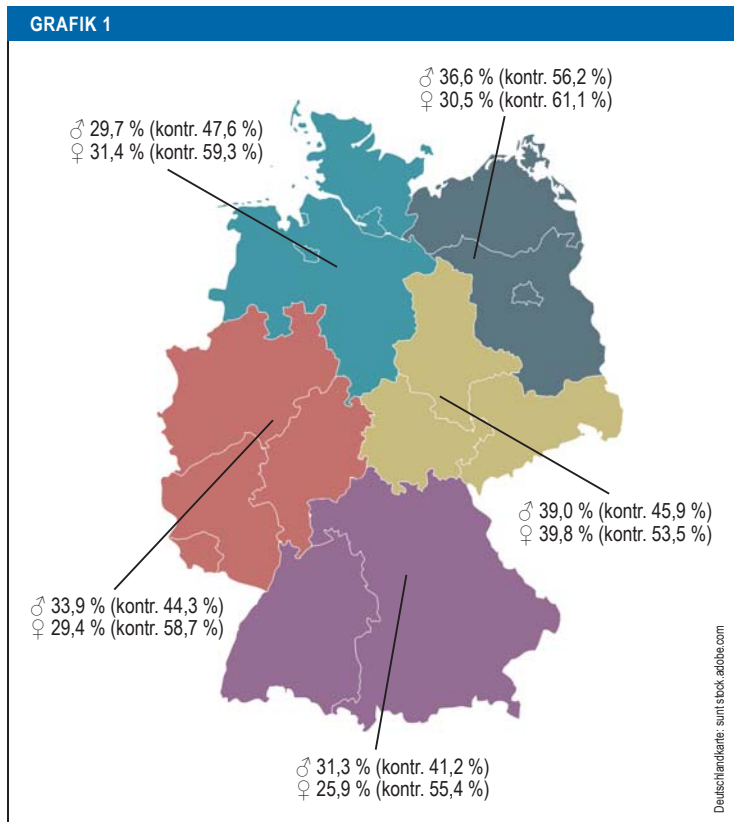 GRAFIK 1
♂ 36,6 % (kontr. 56,2 %)
♀ 30,5 % (kontr. 61,1 %)
♂ 29,7 % (kontr. 47,6 %)
♀ 31,4 % (kontr. 59,3 %)
♂ 39,0 % (kontr. 45,9 %)
♀ 39,8 % (kontr. 53,5 %)
♂ 33,9 % (kontr. 44,3 %)
♀ 29,4 % (kontr. 58,7 %)
♂ 31,3 % (kontr. 41,2 %)
♀ 25,9 % (kontr. 55,4 %)
Deutschlandkarte: sunt stock.adobe.com